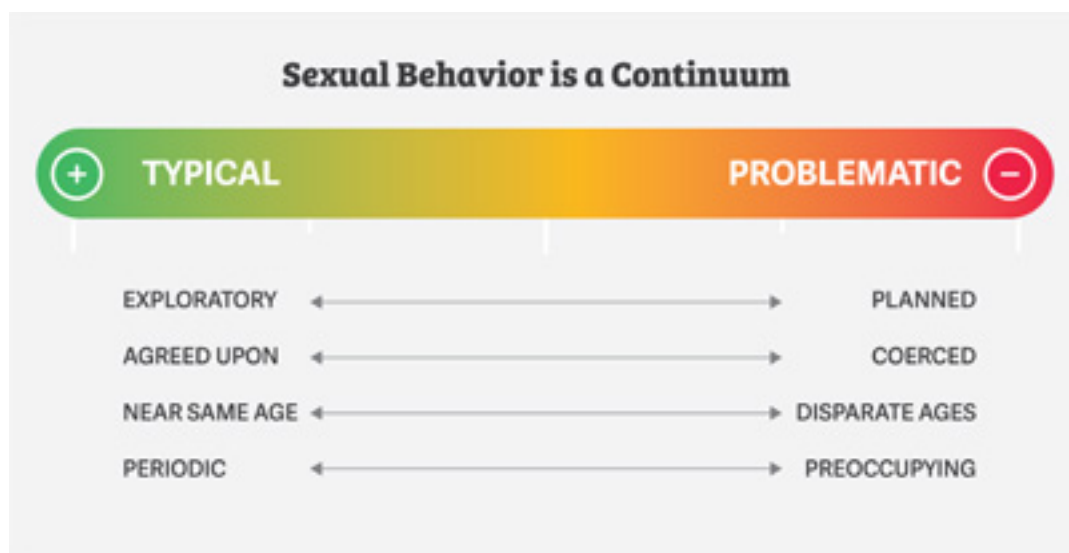 Sexual Behavior is a Continuum
+ TYPICAL PROBLEMATIC −
EXPLORATORY PLANNED
AGREED UPON COERCED
NEAR SAME AGE DISPARATE AGES
PERIODIC PREOCCUPYING